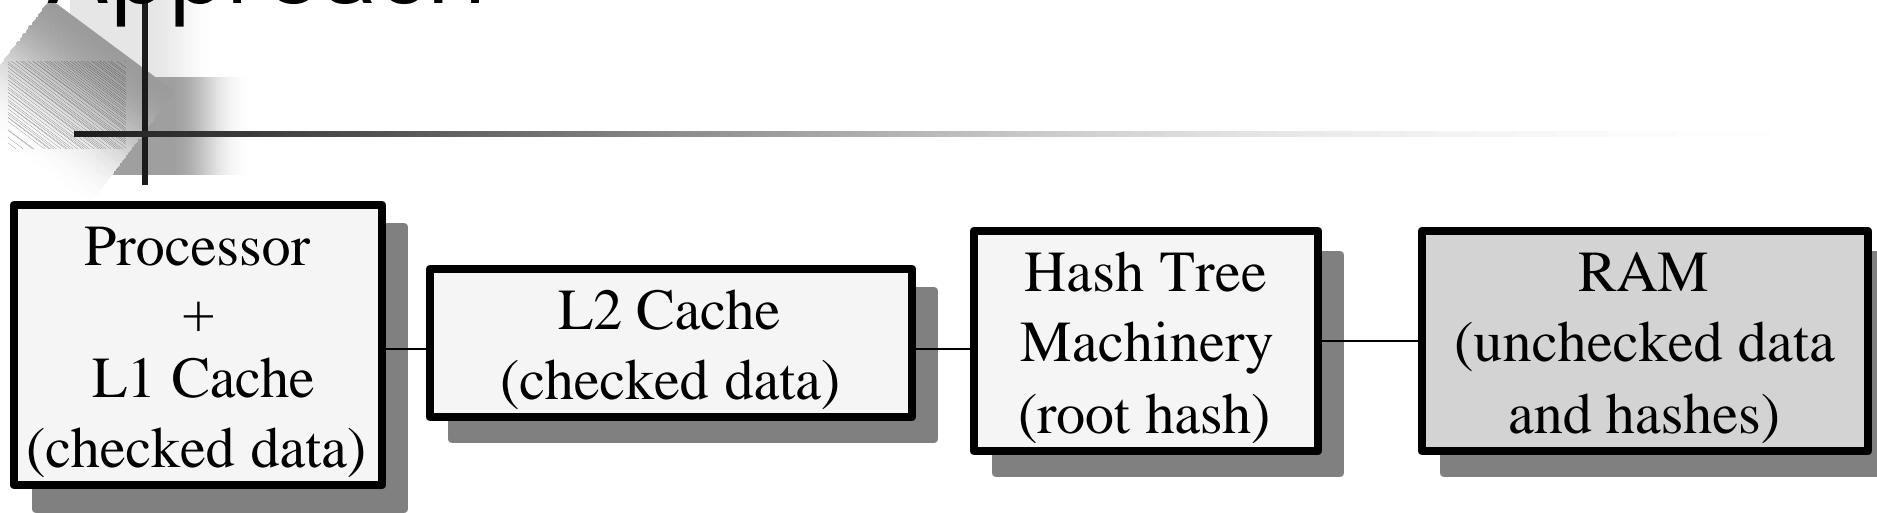 Approach
Processor
+
L1 Cache
(checked data)
L2 Cache
(checked data)
Hash Tree
Machinery
(root hash)
RAM
(unchecked data
and hashes)